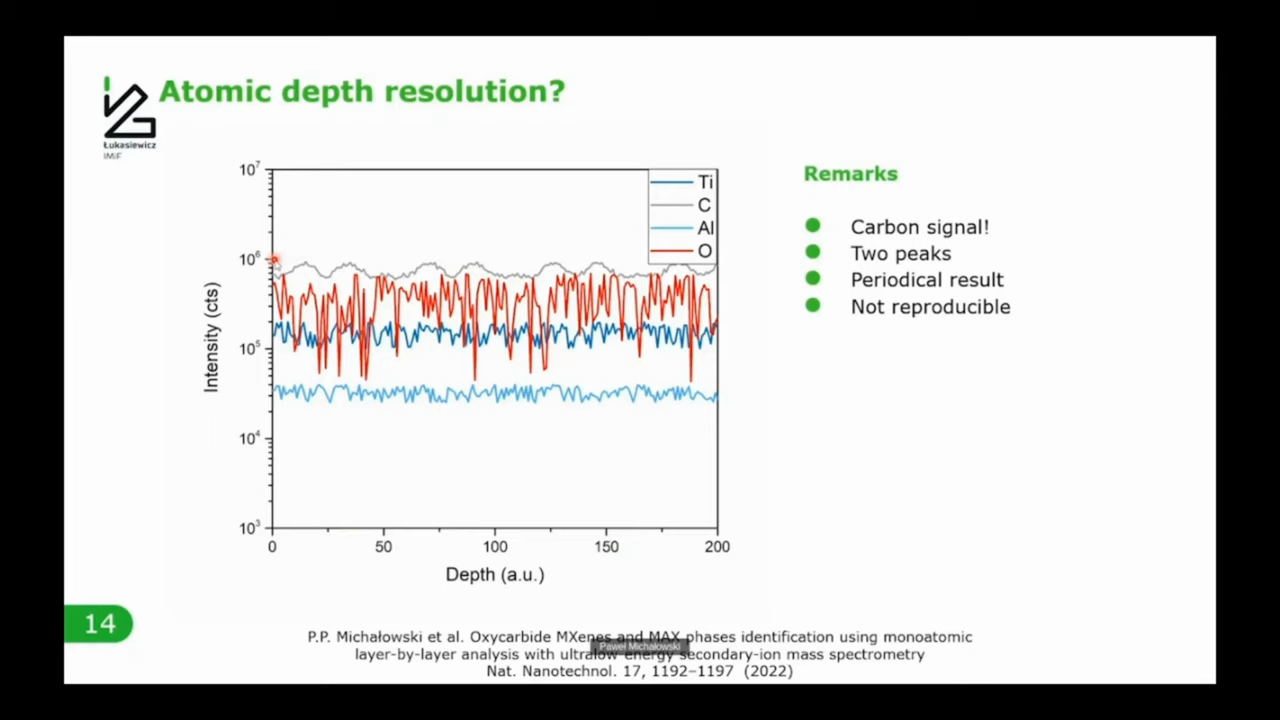 Atomic depth resolution?
Łukasiewicz
IMiF
10⁷
10⁶
10⁵
10⁴
10³
Intensity (cts)
0
50
100
150
200
Depth (a.u.)
Ti
C
Al
O
Remarks
Carbon signal!
Two peaks
Periodical result
Not reproducible
14
P.P. Michałowski et al. Oxycarbide MXenes and MAX phases identification using monoatomic
layer-by-layer analysis with ultralow energy secondary-ion mass spectrometry
Nat. Nanotechnol. 17, 1192–1197 (2022)
Paweł Michałowski